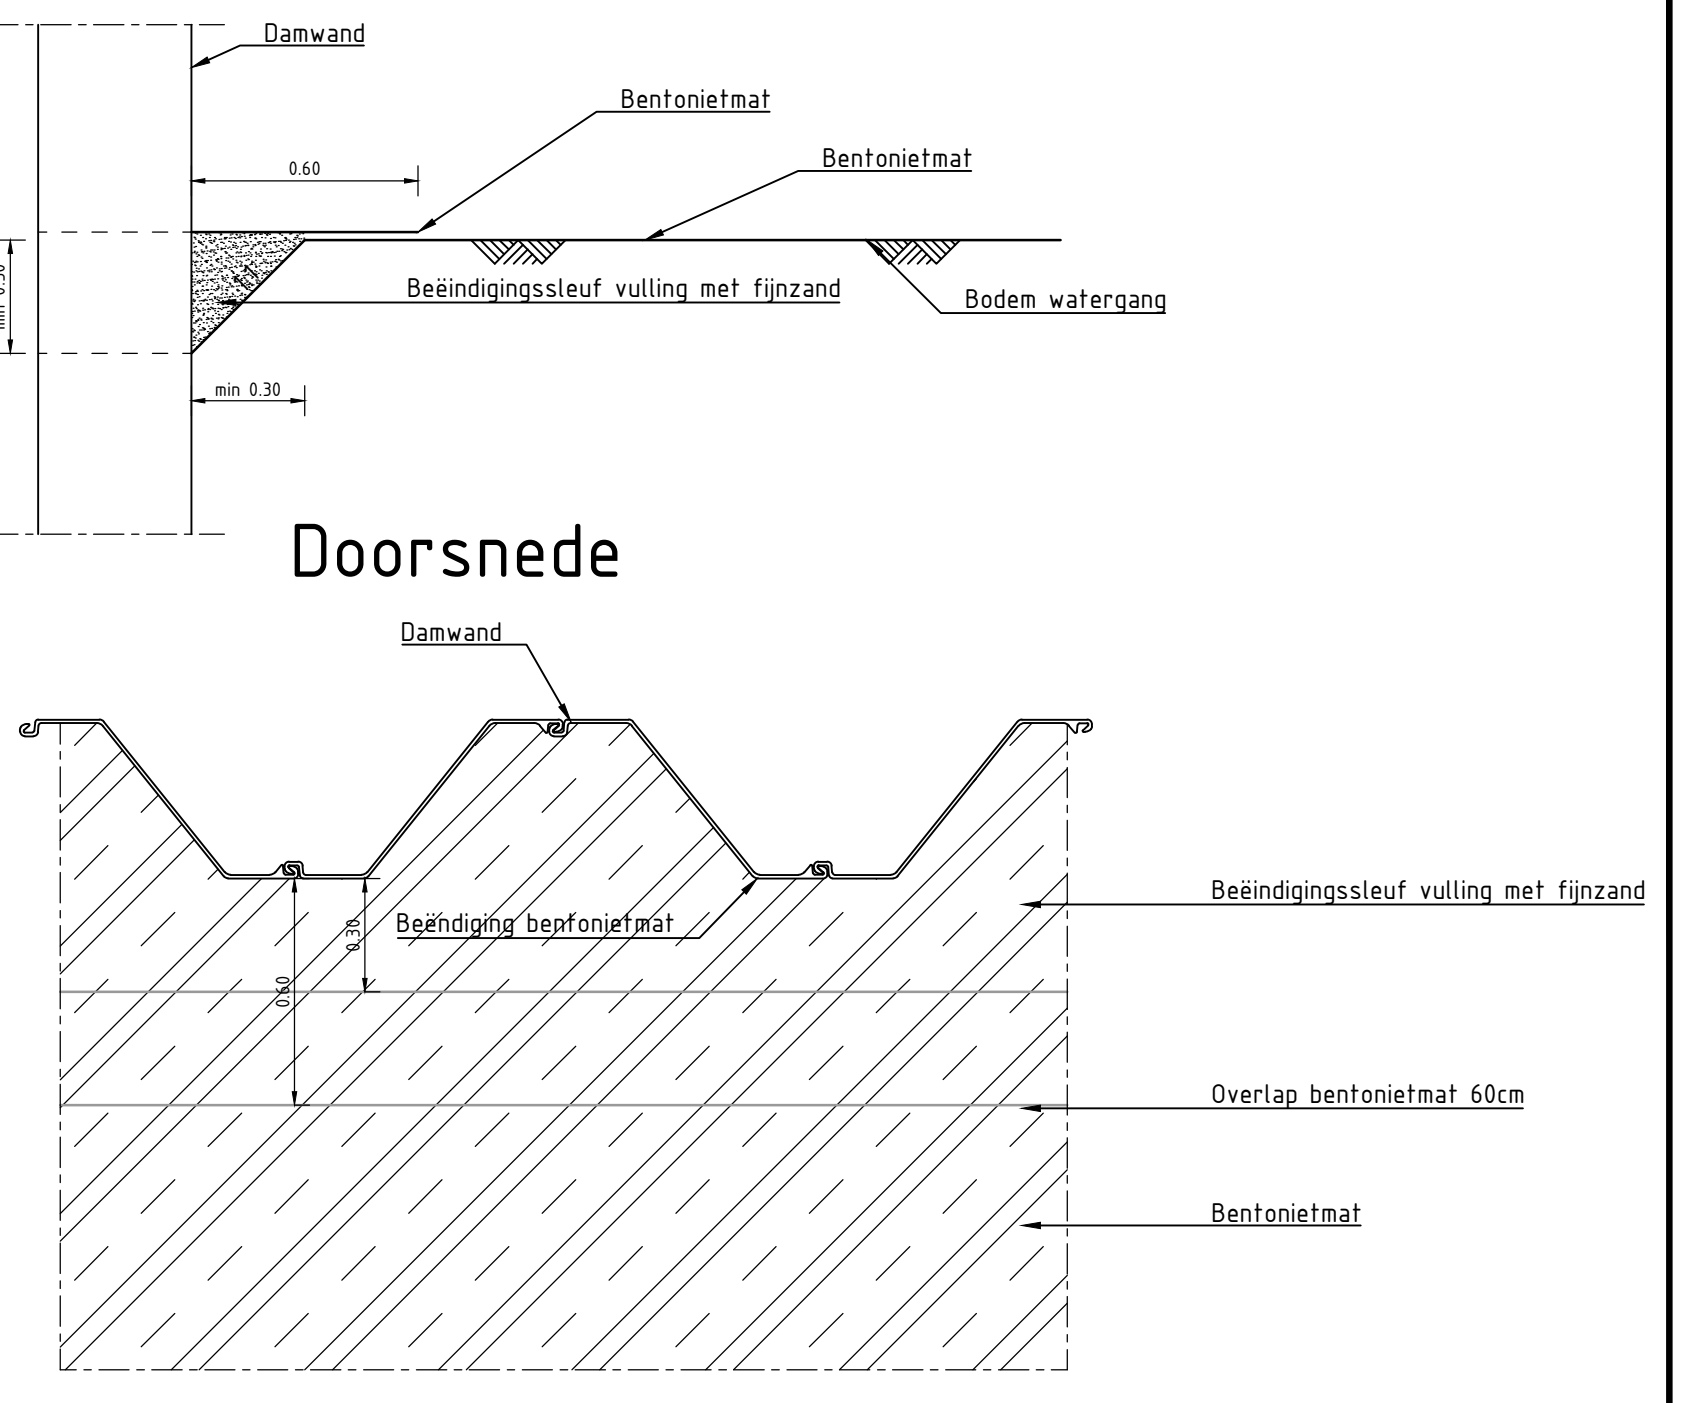 Damwand
Bentonietmat
Bentonietmat
0.60
Beëindigingssleuf vulling met fijnzand
Bodem watergang
min 0.30
Doorsnede
Damwand
Beëindigingssleuf vulling met fijnzand
Beëndiging bentonietmat
0.30
0.60
Overlap bentonietmat 60cm
Bentonietmat